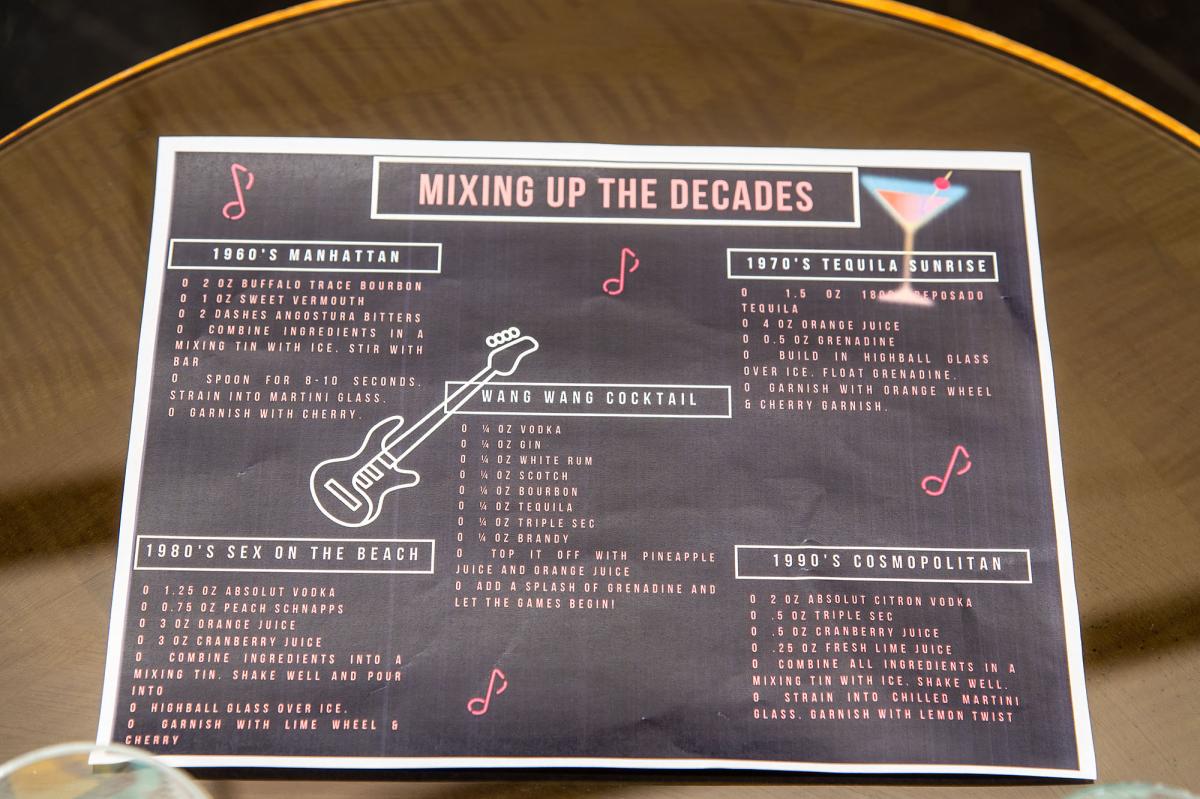 MIXING UP THE DECADES
1960'S MANHATTAN
O 2 OZ BUFFALO TRACE BOURBON
O 1 OZ SWEET VERMOUTH
O 2 DASHES ANGOSTURA BITTERS
O COMBINE INGREDIENTS IN A
MIXING TIN WITH ICE. STIR WITH
BAR
O SPOON FOR 8-10 SECONDS.
STRAIN INTO MARTINI GLASS.
O GARNISH WITH CHERRY.
1970'S TEQUILA SUNRISE
O 1.5 OZ 1800 REPOSADO
TEQUILA
O 4 OZ ORANGE JUICE
O 0.5 OZ GRENADINE
O BUILD IN HIGHBALL GLASS
OVER ICE. FLOAT GRENADINE.
O GARNISH WITH ORANGE WHEEL
& CHERRY GARNISH.
WANG WANG COCKTAIL
O ¼ OZ VODKA
O ¼ OZ GIN
O ¼ OZ WHITE RUM
O ¼ OZ SCOTCH
O ¼ OZ BOURBON
O ¼ OZ TEQUILA
O ¼ OZ TRIPLE SEC
O ¼ OZ BRANDY
O TOP IT OFF WITH PINEAPPLE
JUICE AND ORANGE JUICE
O ADD A SPLASH OF GRENADINE AND
LET THE GAMES BEGIN!
1980'S SEX ON THE BEACH
O 1.25 OZ ABSOLUT VODKA
O 0.75 OZ PEACH SCHNAPPS
O 3 OZ ORANGE JUICE
O 3 OZ CRANBERRY JUICE
O COMBINE INGREDIENTS INTO A
MIXING TIN. SHAKE WELL AND POUR
INTO
O HIGHBALL GLASS OVER ICE.
O GARNISH WITH LIME WHEEL &
CHERRY
1990'S COSMOPOLITAN
O 2 OZ ABSOLUT CITRON VODKA
O .5 OZ TRIPLE SEC
O .5 OZ CRANBERRY JUICE
O .25 OZ FRESH LIME JUICE
O COMBINE ALL INGREDIENTS IN A
MIXING TIN WITH ICE. SHAKE WELL.
O STRAIN INTO CHILLED MARTINI
GLASS. GARNISH WITH LEMON TWIST